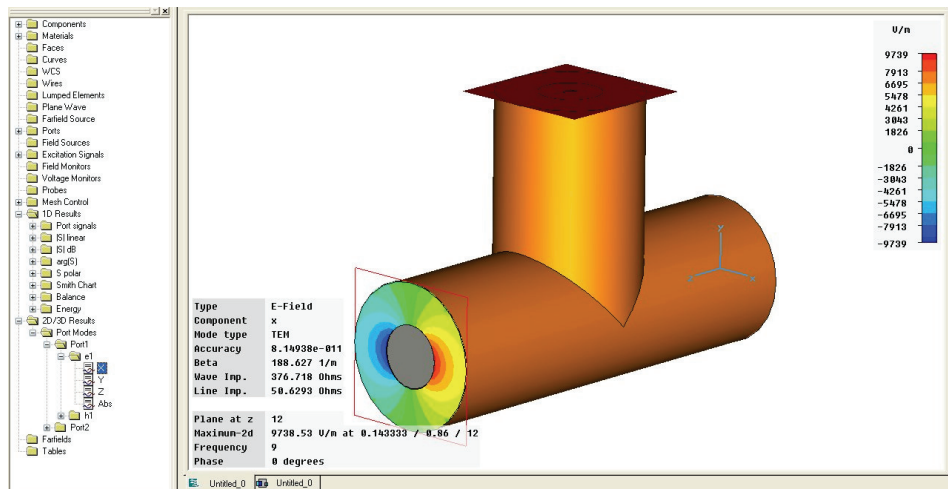 Components
Materials
Faces
Curves
WCS
Wires
Lumped Elements
Plane Wave
Farfield Source
Ports
Field Sources
Excitation Signals
Field Monitors
Voltage Monitors
Probes
Mesh Control
1D Results
Port signals
|S| linear
|S| dB
arg(S)
S polar
Smith Chart
Balance
Energy
2D/3D Results
Port Modes
Port1
e1
X
Y
Z
Abs
h1
Port2
Farfields
Tables
Type E-Field
Component x
Mode type TEM
Accuracy 8.14938e-011
Beta 188.627 1/m
Wave Imp. 376.718 Ohms
Line Imp. 50.6293 Ohms
Plane at z 12
Maximum-2d 9738.53 V/m at 0.143333 / 0.86 / 12
Frequency 9
Phase 0 degrees
y
V/m
9739
7913
6695
5478
4261
3043
1826
0
-1826
-3043
-4261
-5478
-6695
-7913
-9739
Untitled_0 Untitled_0